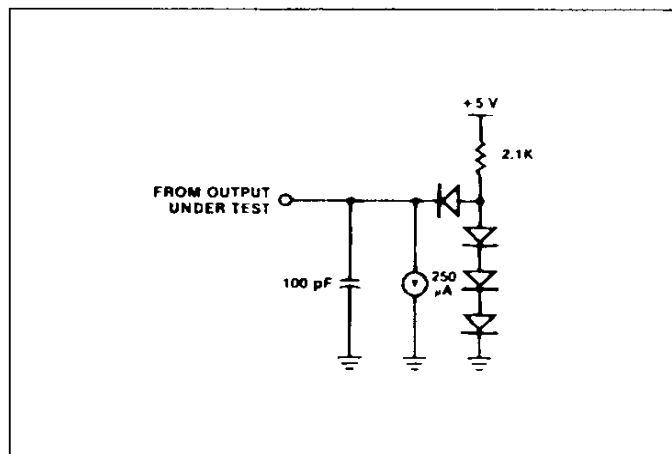 +5 V
2.1K
FROM OUTPUT
UNDER TEST
100 pF
250
μA